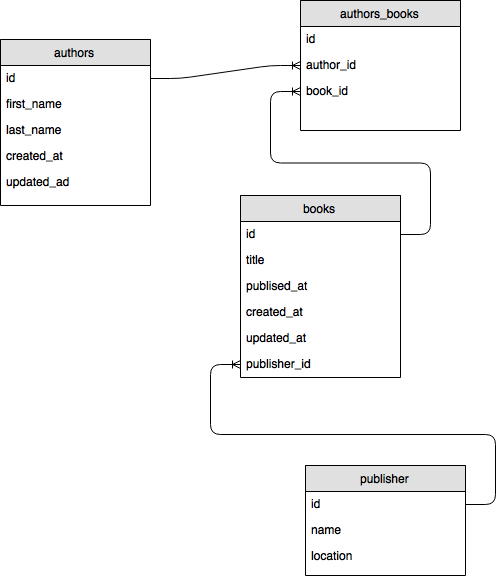 authors_books
id
author_id
book_id
authors
id
first_name
last_name
created_at
updated_ad
books
id
title
publised_at
created_at
updated_at
publisher_id
publisher
id
name
location